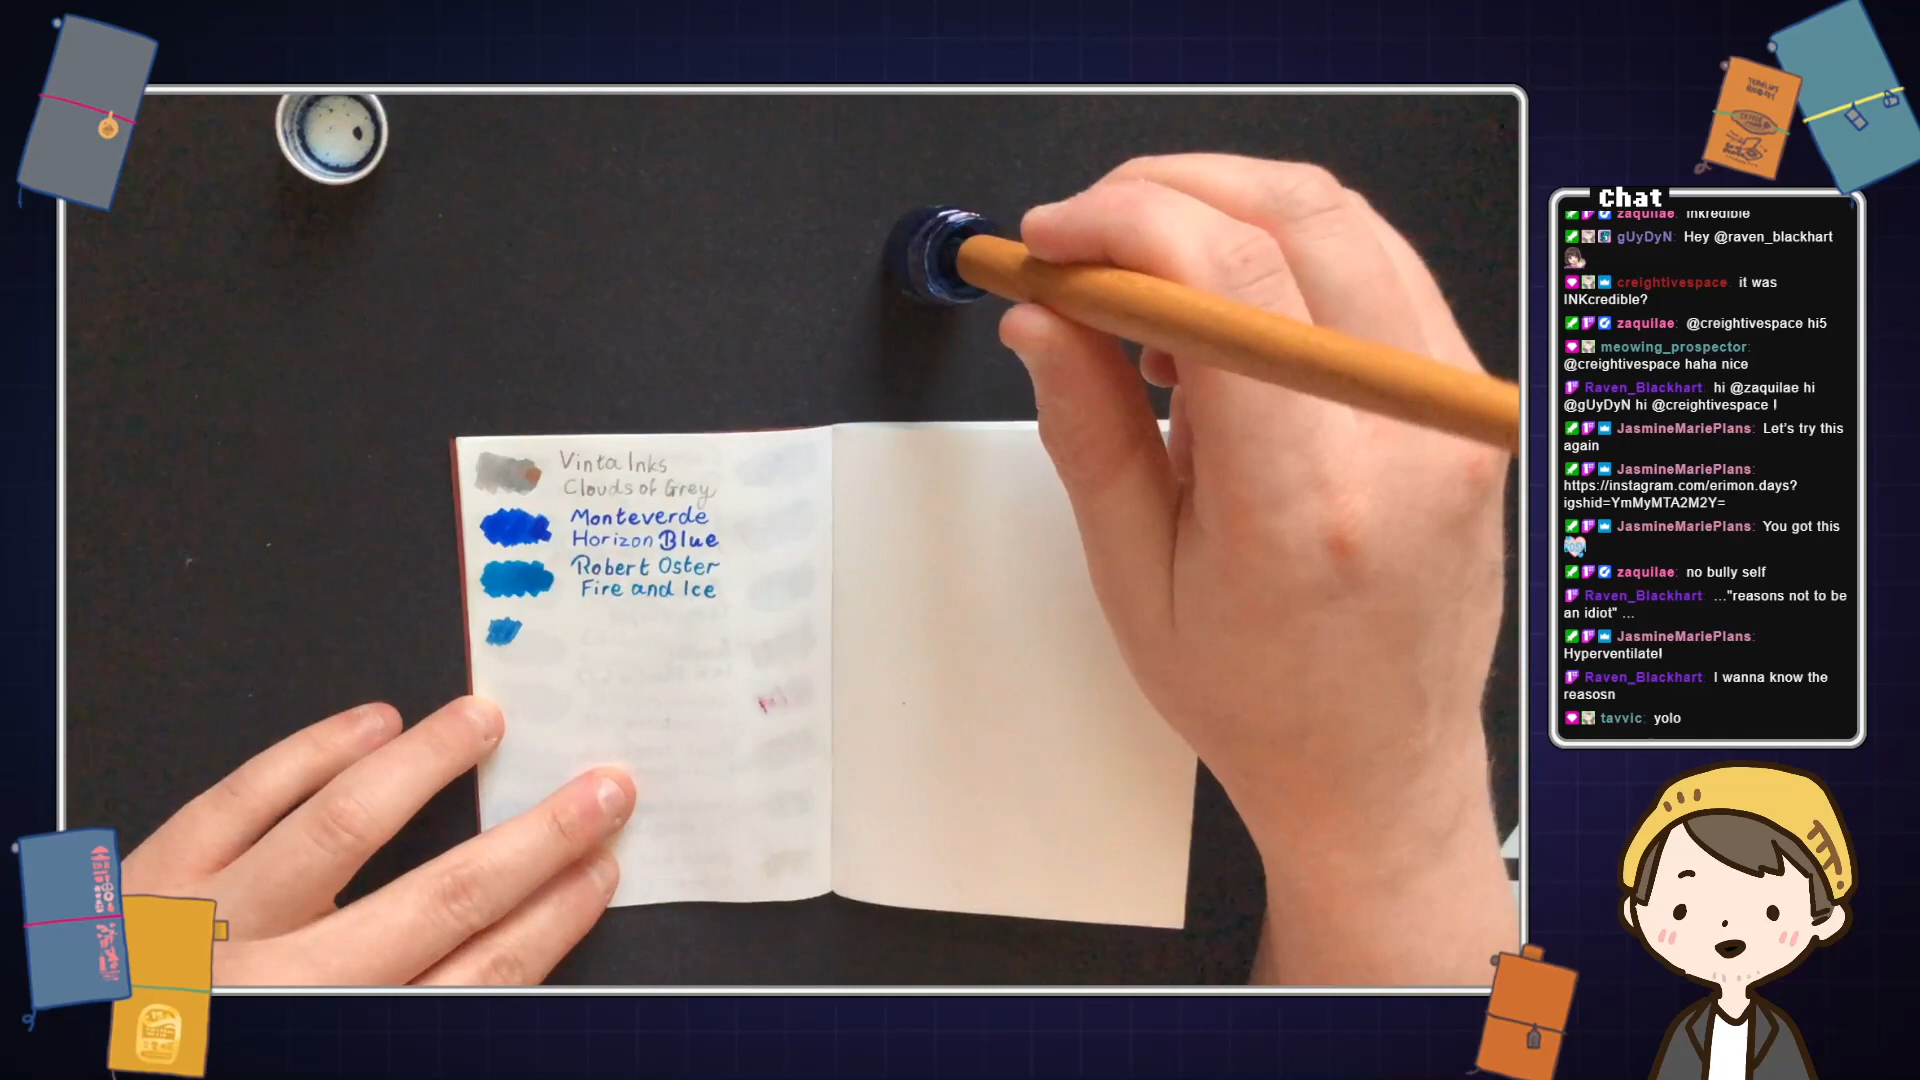 Vinta Inks
Clouds of Grey
Monteverde
Horizon Blue
Robert Oster
Fire and Ice
chat
zaquilae: inkredible
gUyDyN: Hey @raven_blackhart
creightivespace: it was
INKcredible?
zaquilae: @creightivespace hi5
meowing_prospector:
@creightivespace haha nice
Raven_Blackhart: hi @zaquilae hi
@gUyDyN hi @creightivespace !
JasmineMariePlans: Let's try this
again
JasmineMariePlans:
https://instagram.com/erimon.days?
igshid=YmMyMTA2M2Y=
JasmineMariePlans: You got this
zaquilae: no bully self
Raven_Blackhart: ..."reasons not to be
an idiot" ...
JasmineMariePlans:
Hyperventilate!
Raven_Blackhart: I wanna know the
reasosn
tavvic: yolo